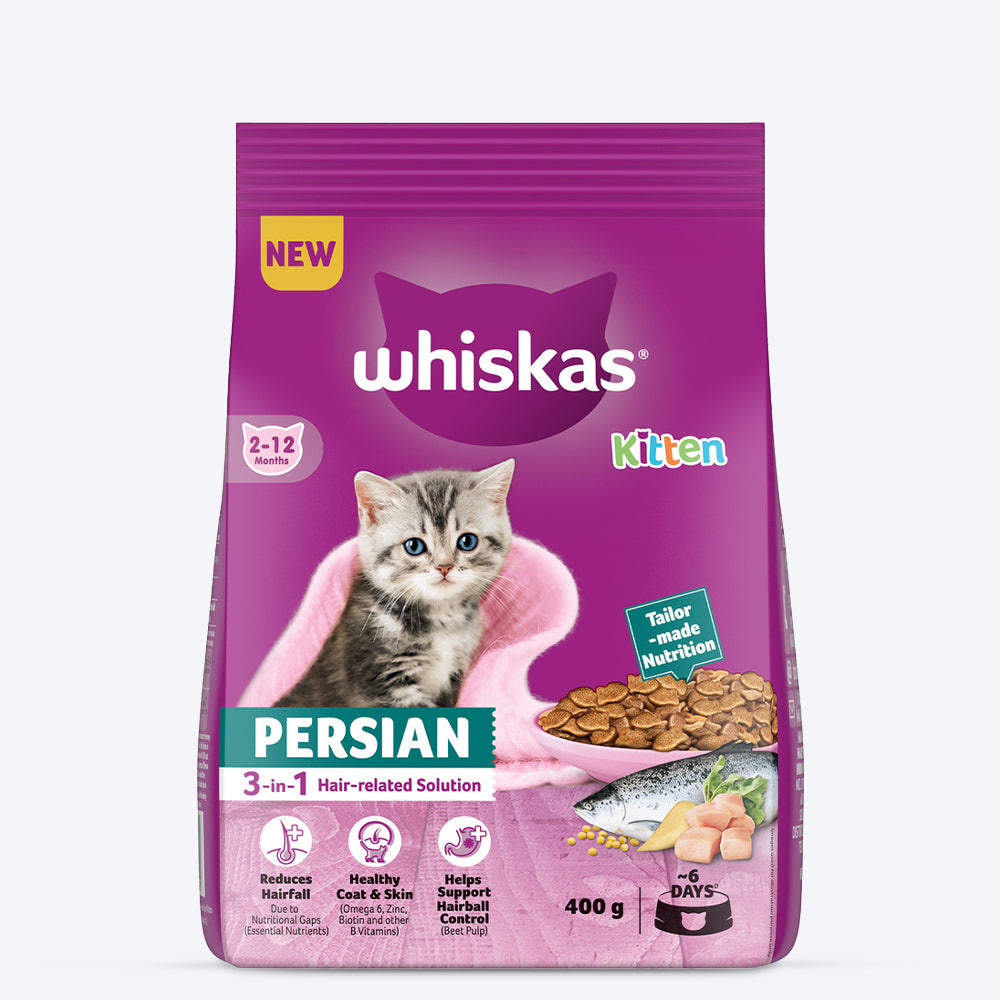 NEW
whiskas®
2-12
Months
Kitten
Tailor
-made
Nutrition
PERSIAN
3-in-1 Hair-related Solution
Reduces
Hairfall
Due to
Nutritional Gaps
(Essential Nutrients)
Healthy
Coat & Skin
(Omega 6, Zinc,
Biotin and other
B Vitamins)
Helps
Support
Hairball
Control
(Beet Pulp)
400 g
~6
DAYS